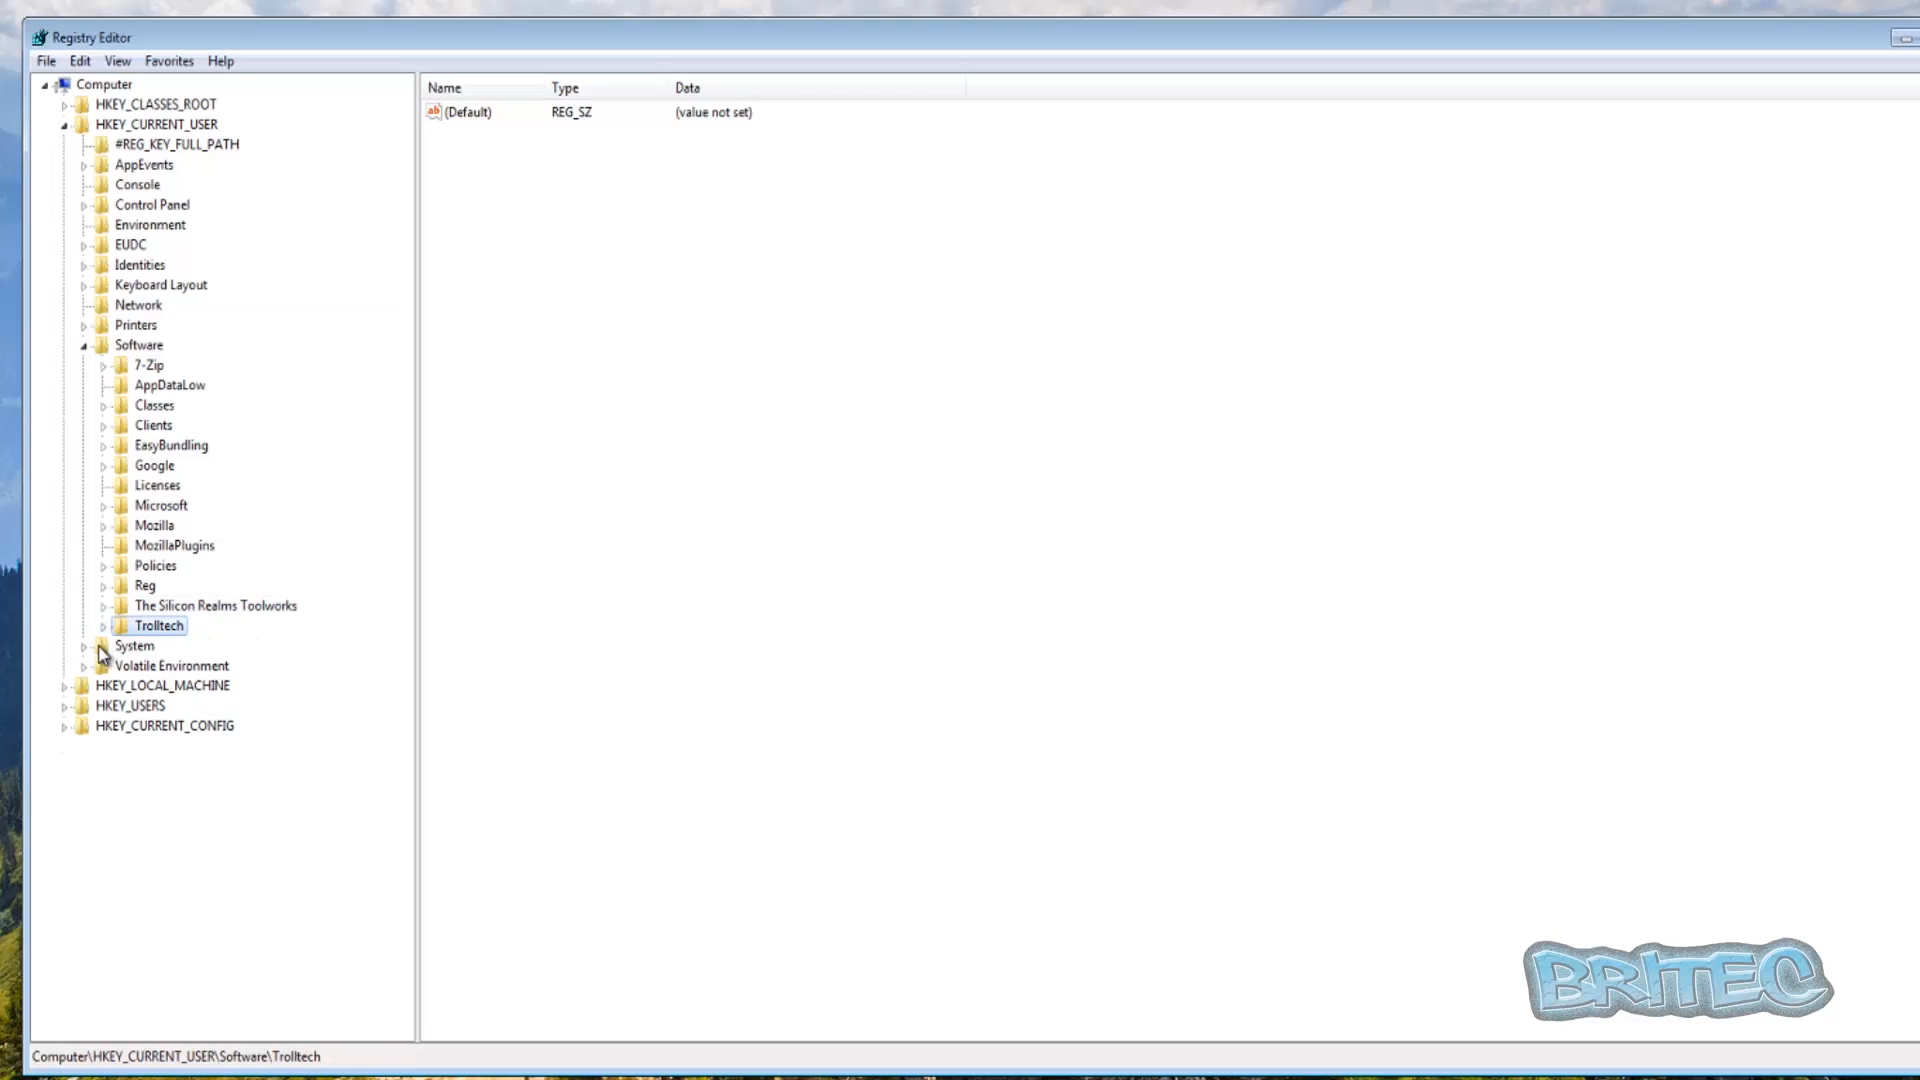 Registry Editor
File Edit View Favorites Help
Computer
HKEY_CLASSES_ROOT
HKEY_CURRENT_USER
#REG_KEY_FULL_PATH
AppEvents
Console
Control Panel
Environment
EUDC
Identities
Keyboard Layout
Network
Printers
Software
7-Zip
AppDataLow
Classes
Clients
EasyBundling
Google
Licenses
Microsoft
Mozilla
MozillaPlugins
Policies
Reg
The Silicon Realms Toolworks
Trolltech
System
Volatile Environment
HKEY_LOCAL_MACHINE
HKEY_USERS
HKEY_CURRENT_CONFIG
Name Type Data
ab (Default) REG_SZ (value not set)
BRITEC
Computer\HKEY_CURRENT_USER\Software\Trolltech